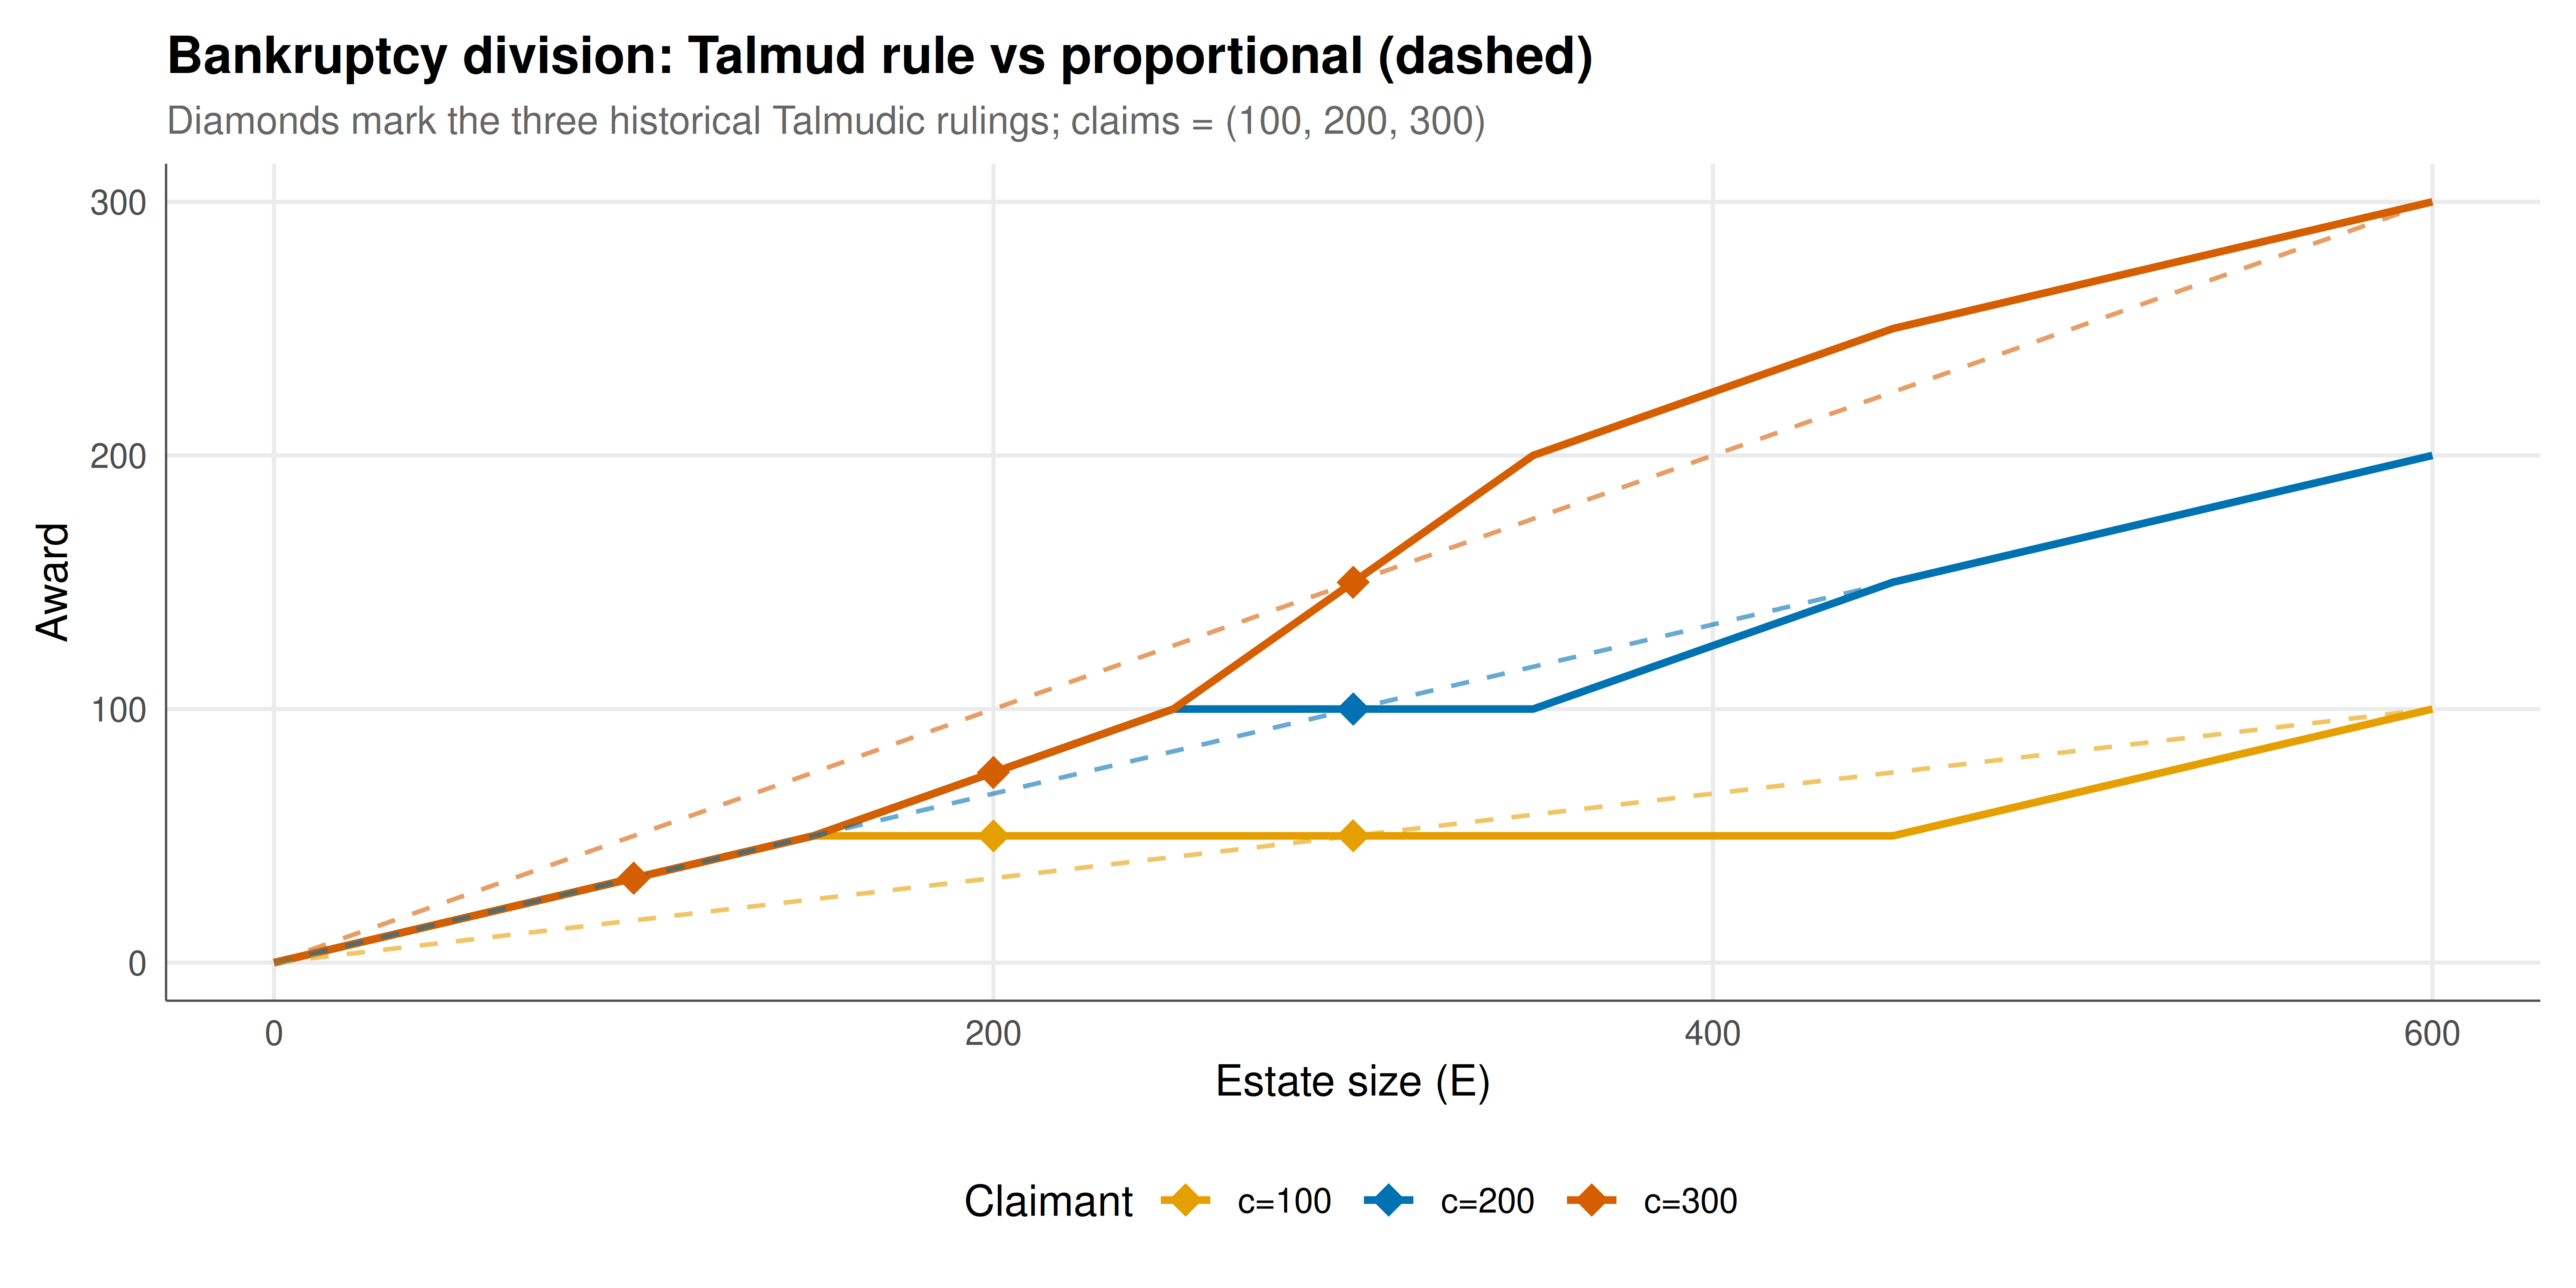 Bankruptcy division: Talmud rule vs proportional (dashed)
Diamonds mark the three historical Talmudic rulings; claims = (100, 200, 300)
300
200
100
0
Award
0 200 400 600
Estate size (E)
Claimant c=100 c=200 c=300